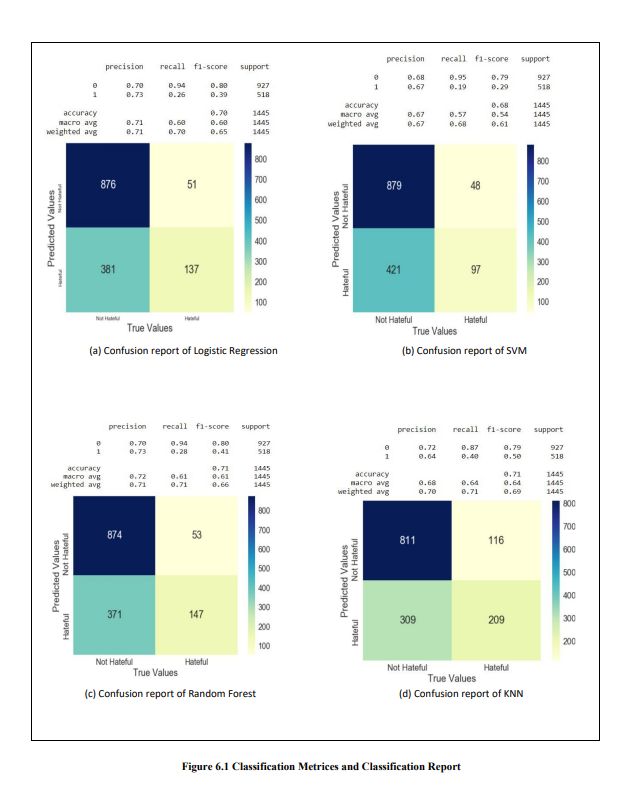 precision recall f1-score support
0 0.70 0.94 0.80 927
1 0.73 0.26 0.39 518
accuracy 0.70 1445
macro avg 0.71 0.60 0.60 1445
weighted avg 0.71 0.70 0.65 1445
Predicted Values
Not Hateful
Hateful
876 51
381 137
800
700
600
500
400
300
200
100
Not Hateful Hateful
True Values
(a) Confusion report of Logistic Regression
precision recall f1-score support
0 0.68 0.95 0.79 927
1 0.67 0.19 0.29 518
accuracy 0.68 1445
macro avg 0.67 0.57 0.54 1445
weighted avg 0.67 0.68 0.61 1445
Predicted Values
Not Hateful
Hateful
879 48
421 97
800
700
600
500
400
300
200
100
Not Hateful Hateful
True Values
(b) Confusion report of SVM
precision recall f1-score support
0 0.70 0.94 0.80 927
1 0.73 0.28 0.41 518
accuracy 0.71 1445
macro avg 0.72 0.61 0.61 1445
weighted avg 0.71 0.71 0.66 1445
Predicted Values
Not Hateful
Hateful
874 53
371 147
800
700
600
500
400
300
200
100
Not Hateful Hateful
True Values
(c) Confusion report of Random Forest
precision recall f1-score support
0 0.72 0.87 0.79 927
1 0.64 0.40 0.50 518
accuracy 0.71 1445
macro avg 0.68 0.64 0.64 1445
weighted avg 0.70 0.71 0.69 1445
Predicted Values
Not Hateful
Hateful
811 116
309 209
800
700
600
500
400
300
200
Not Hateful Hateful
True Values
(d) Confusion report of KNN
Figure 6.1 Classification Metrices and Classification Report